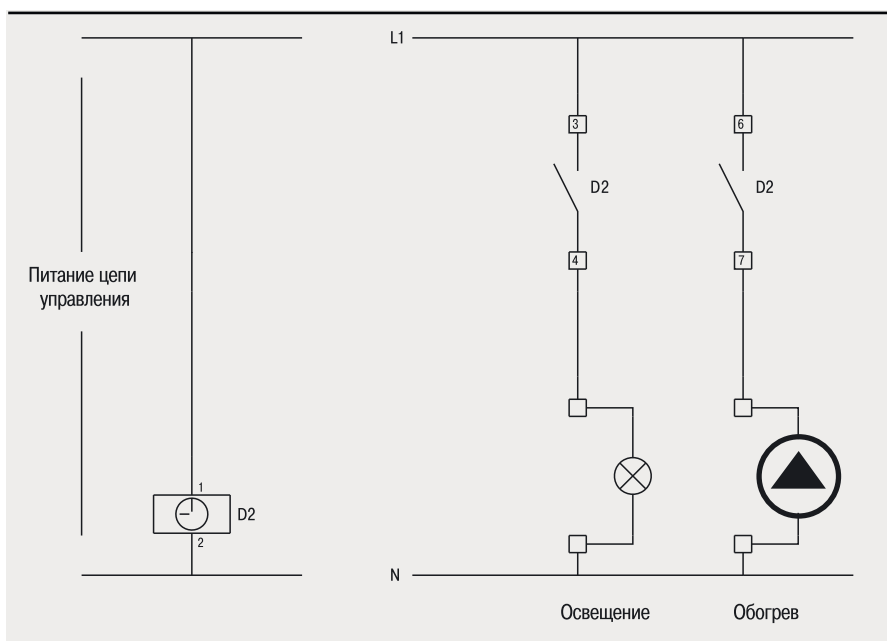 L1
3
6
D2
D2
4
7
Питание цепи
управления
1
D2
2
N
Освещение
Обогрев